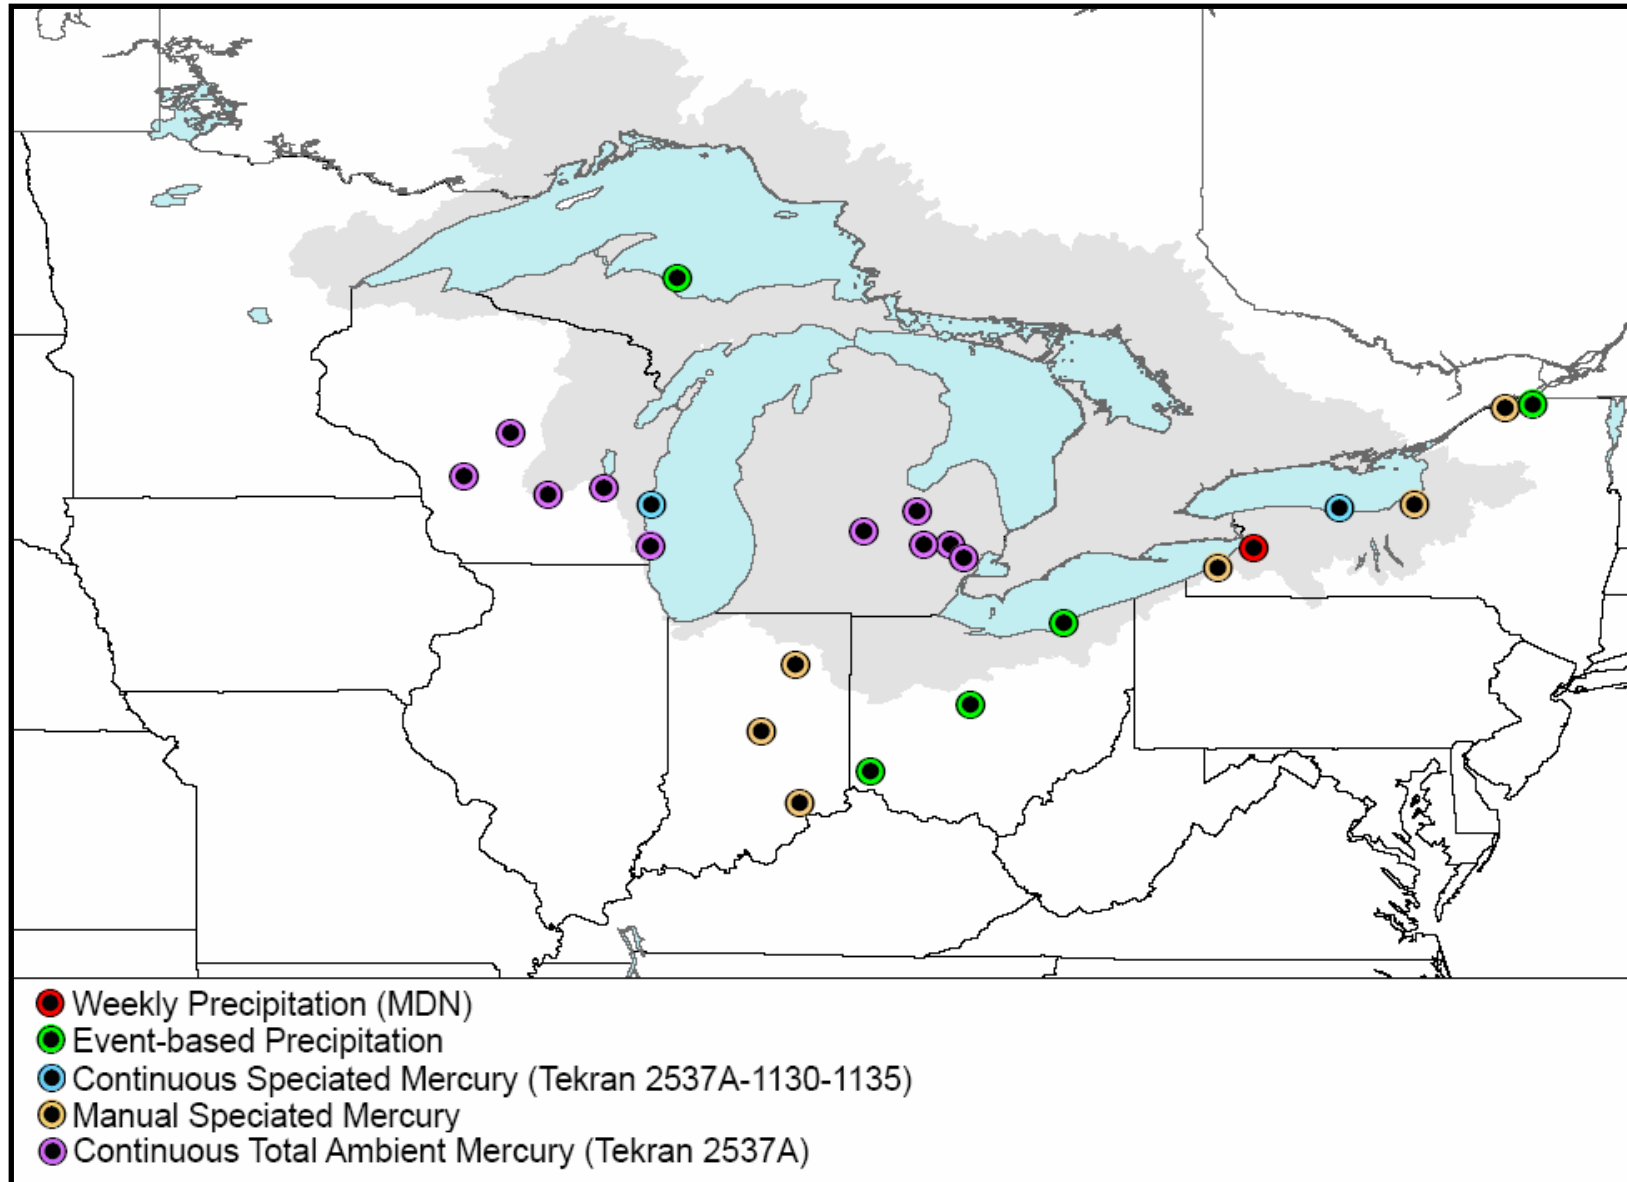 Weekly Precipitation (MDN)
Event-based Precipitation
Continuous Speciated Mercury (Tekran 2537A-1130-1135)
Manual Speciated Mercury
Continuous Total Ambient Mercury (Tekran 2537A)